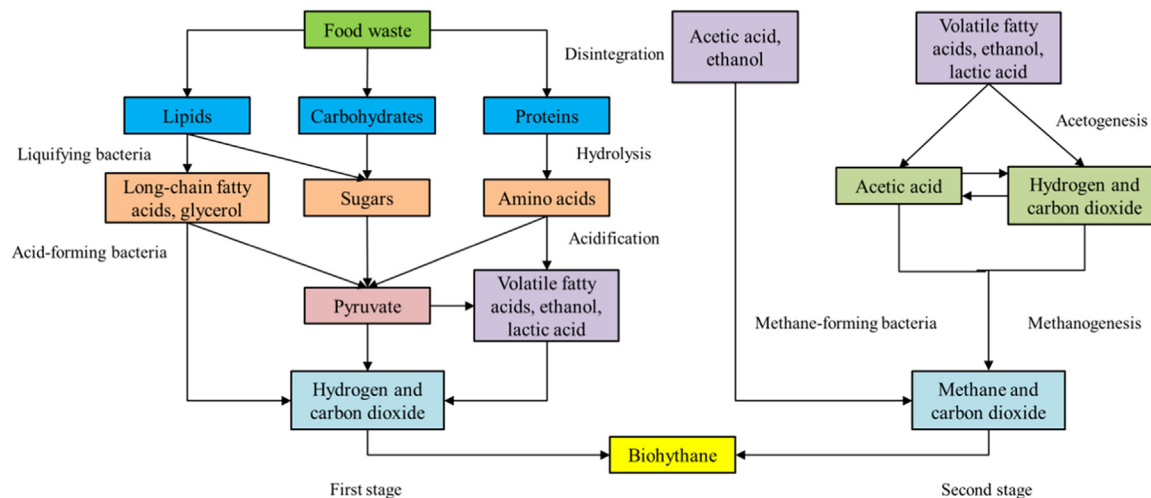 Food waste
Disintegration
Acetic acid,
ethanol
Volatile fatty
acids, ethanol,
lactic acid
Lipids
Carbohydrates
Proteins
Liquifying bacteria
Hydrolysis
Acetogenesis
Long-chain fatty
acids, glycerol
Sugars
Amino acids
Acetic acid
Hydrogen and
carbon dioxide
Acid-forming bacteria
Acidification
Pyruvate
Volatile fatty
acids, ethanol,
lactic acid
Methane-forming bacteria
Methanogenesis
Hydrogen and
carbon dioxide
Methane and
carbon dioxide
Biohythane
First stage
Second stage